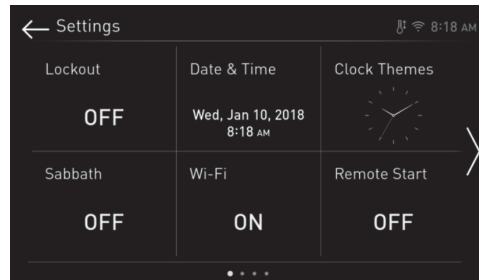 Settings
8:18 AM
Lockout
OFF
Date & Time
Wed, Jan 10, 2018
8:18 AM
Clock Themes
Sabbath
OFF
Wi-Fi
ON
Remote Start
OFF